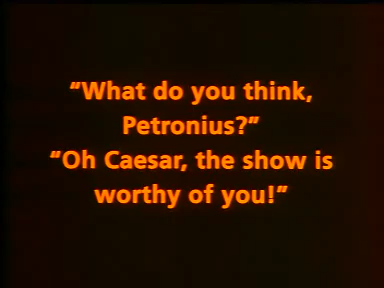 “What do you think,
Petronius?”
“Oh Caesar, the show is
worthy of you!”